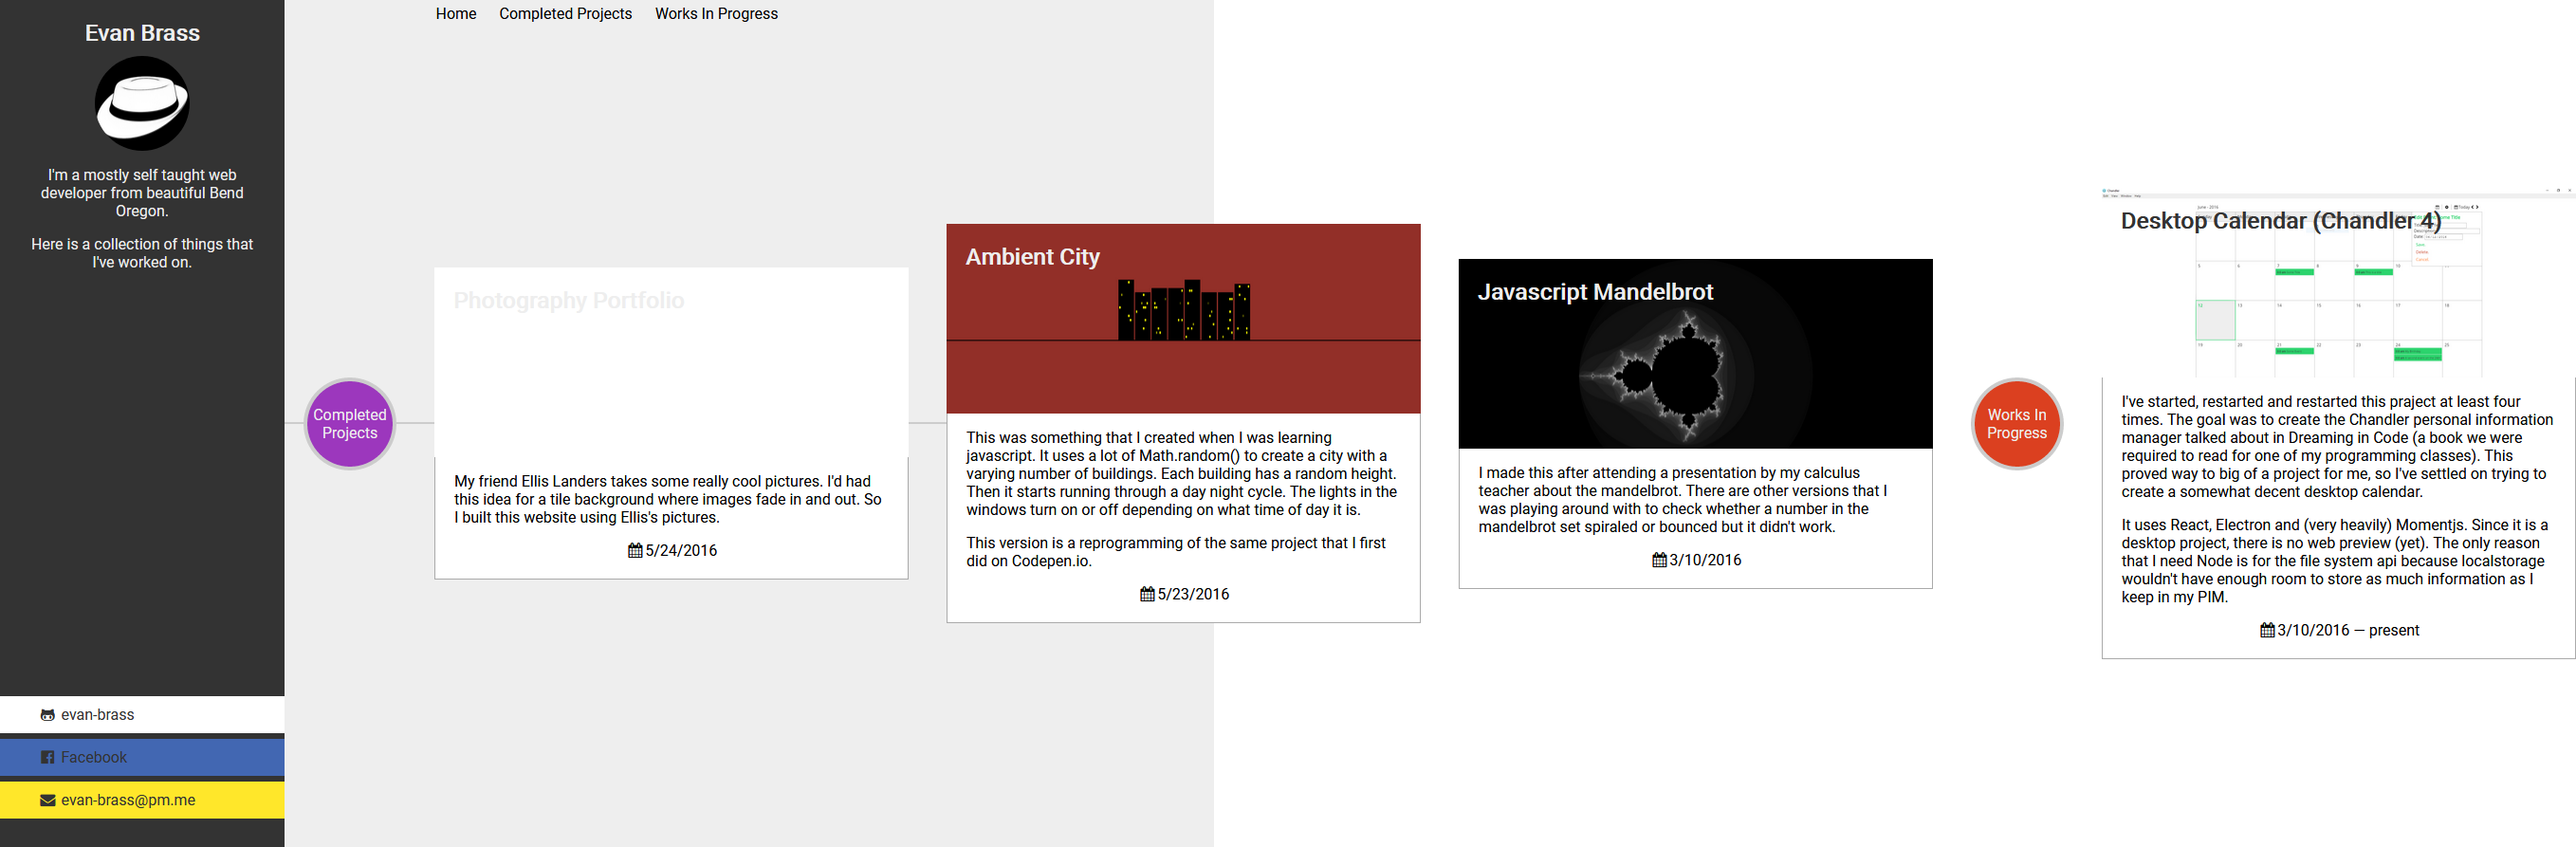 Evan Brass
I'm a mostly self taught web
developer from beautiful Bend
Oregon.
Here is a collection of things that
I've worked on.
evan-brass
Facebook
evan-brass@pm.me
Home Completed Projects Works In Progress
Completed
Projects
Photography Portfolio
My friend Ellis Landers takes some really cool pictures. I'd had
this idea for a tile background where images fade in and out. So
I built this website using Ellis's pictures.
5/24/2016
Ambient City
This was something that I created when I was learning
javascript. It uses a lot of Math.random() to create a city with a
varying number of buildings. Each building has a random height.
Then it starts running through a day night cycle. The lights in the
windows turn on or off depending on what time of day it is.
This version is a reprogramming of the same project that I first
did on Codepen.io.
5/23/2016
Javascript Mandelbrot
I made this after attending a presentation by my calculus
teacher about the mandelbrot. There are other versions that I
was playing around with to check whether a number in the
mandelbrot set spiraled or bounced but it didn't work.
3/10/2016
Works In
Progress
Desktop Calendar (Chandler 4)
I've started, restarted and restarted this praject at least four
times. The goal was to create the Chandler personal information
manager talked about in Dreaming in Code (a book we were
required to read for one of my programming classes). This
proved way to big of a project for me, so I've settled on trying to
create a somewhat decent desktop calendar.
It uses React, Electron and (very heavily) Momentjs. Since it is a
desktop project, there is no web preview (yet). The only reason
that I need Node is for the file system api because localstorage
wouldn't have enough room to store as much information as I
keep in my PIM.
3/10/2016 — present